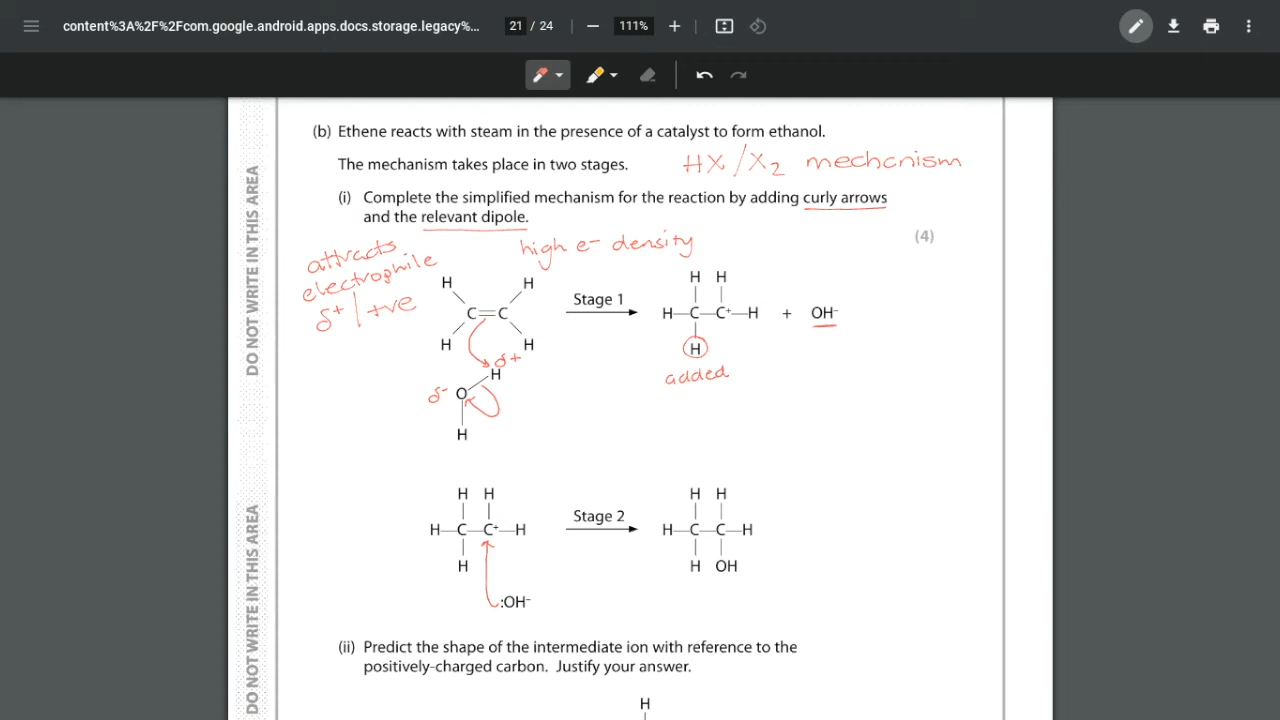 content%3A%2F%2Fcom.google.android.apps.docs.storage.legacy%... 21 / 24 111%
DO NOT WRITE IN THIS AREA
DO NOT WRITE IN THIS AREA
(b) Ethene reacts with steam in the presence of a catalyst to form ethanol.
The mechanism takes place in two stages.
HX/X2 mechanism
(i) Complete the simplified mechanism for the reaction by adding curly arrows
and the relevant dipole.
(4)
attracts
electrophile
δ+/+ve
high e- density
H H
C=C
H H
δ+
H
δ- O
H
Stage 1
H H
H—C—C+—H + OH-
H
added
H H
H—C—C+—H
H
:OH-
Stage 2
H H
H—C—C—H
H OH
(ii) Predict the shape of the intermediate ion with reference to the
positively-charged carbon. Justify your answer.
H